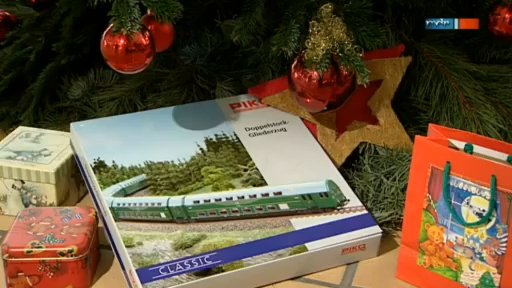 mdr
PIKO
Doppelstock-
Gliederzug
CLASSIC
PIKO